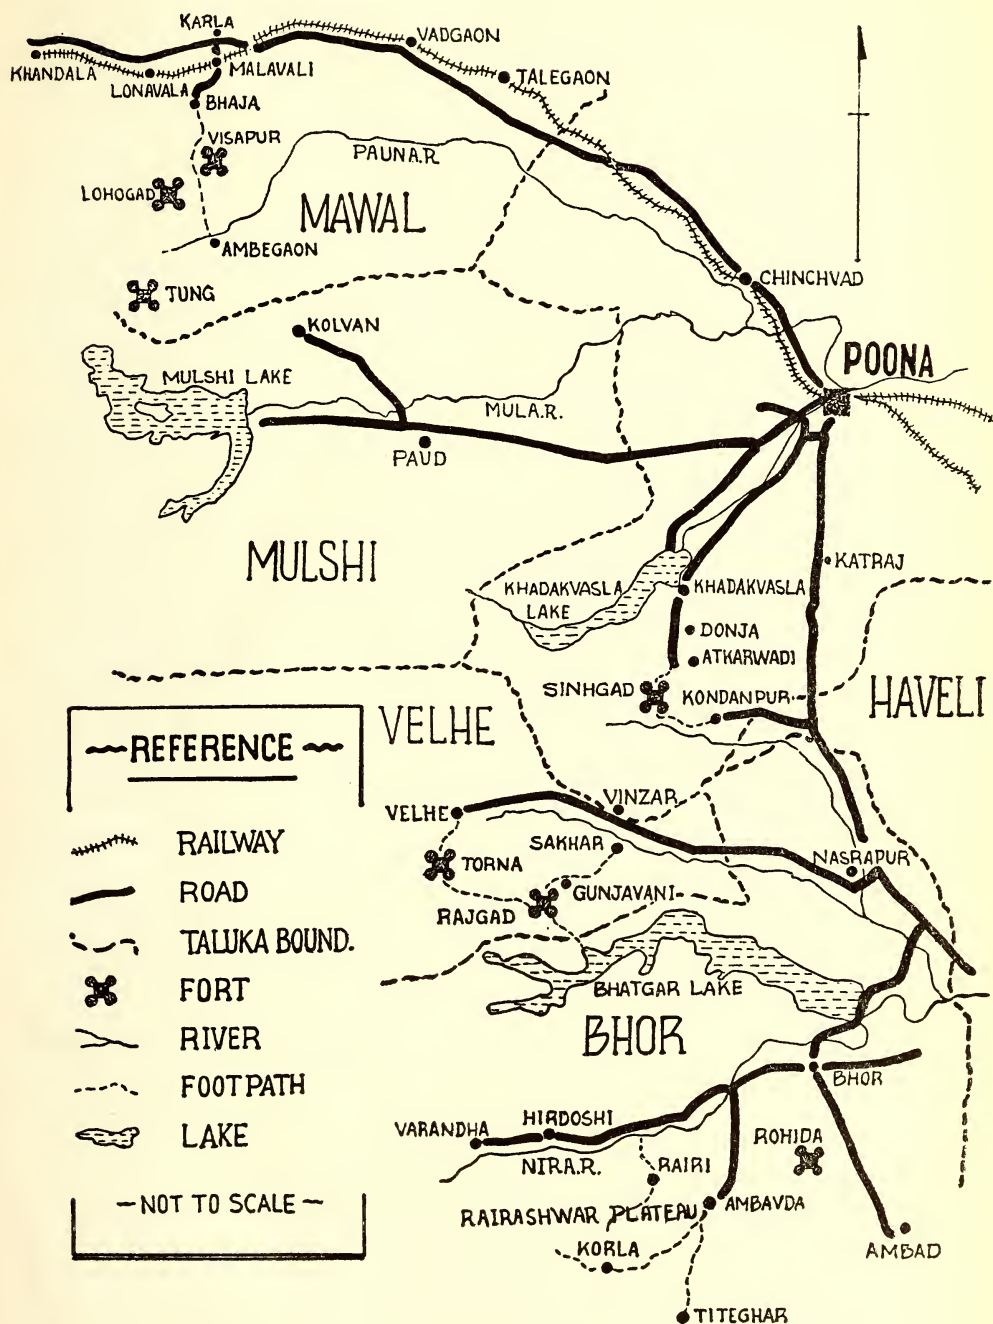 KARLA
VADGAON
KHANDALA
MALAVALI
TALEGAON
LONAVALA
BHAJA
VISAPUR
PAUNA.R.
LOHOGAD
MAWAL
AMBEGAON
CHINCHVAD
TUNG
KOLVAN
POONA
MULSHI LAKE
MULA.R.
PAUD
MULSHI
KATRAJ
KHADAKVASLA
LAKE
KHADAKVASLA
DONJA
ATKARWADI
SINHGAD
KONDANPUR
HAVELI
VELHE
REFERENCE
VINZAR
VELHE
SAKHAR
RAILWAY
TORNA
NASRAPUR
ROAD
GUNJAVANI
RAJGAD
TALUKA BOUND.
FORT
BHATGAR LAKE
RIVER
BHOR
FOOTPATH
BHOR
LAKE
VARANDHA
HIRDOSHI
ROHIDA
NIRA.R.
RAIRI
-NOT TO SCALE-
RAIRASHWAR PLATEAU
AMBAVDA
KORLA
AMBAD
TITEGHAR